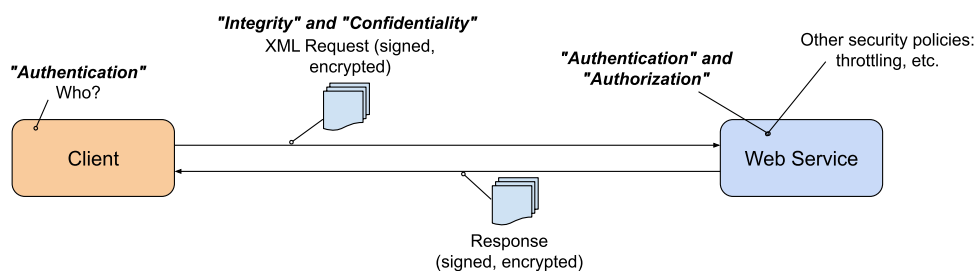 "Integrity" and "Confidentiality"
XML Request (signed,
encrypted)
"Authentication"
Who?
"Authentication" and
"Authorization"
Other security policies:
throttling, etc.
Client
Web Service
Response
(signed, encrypted)